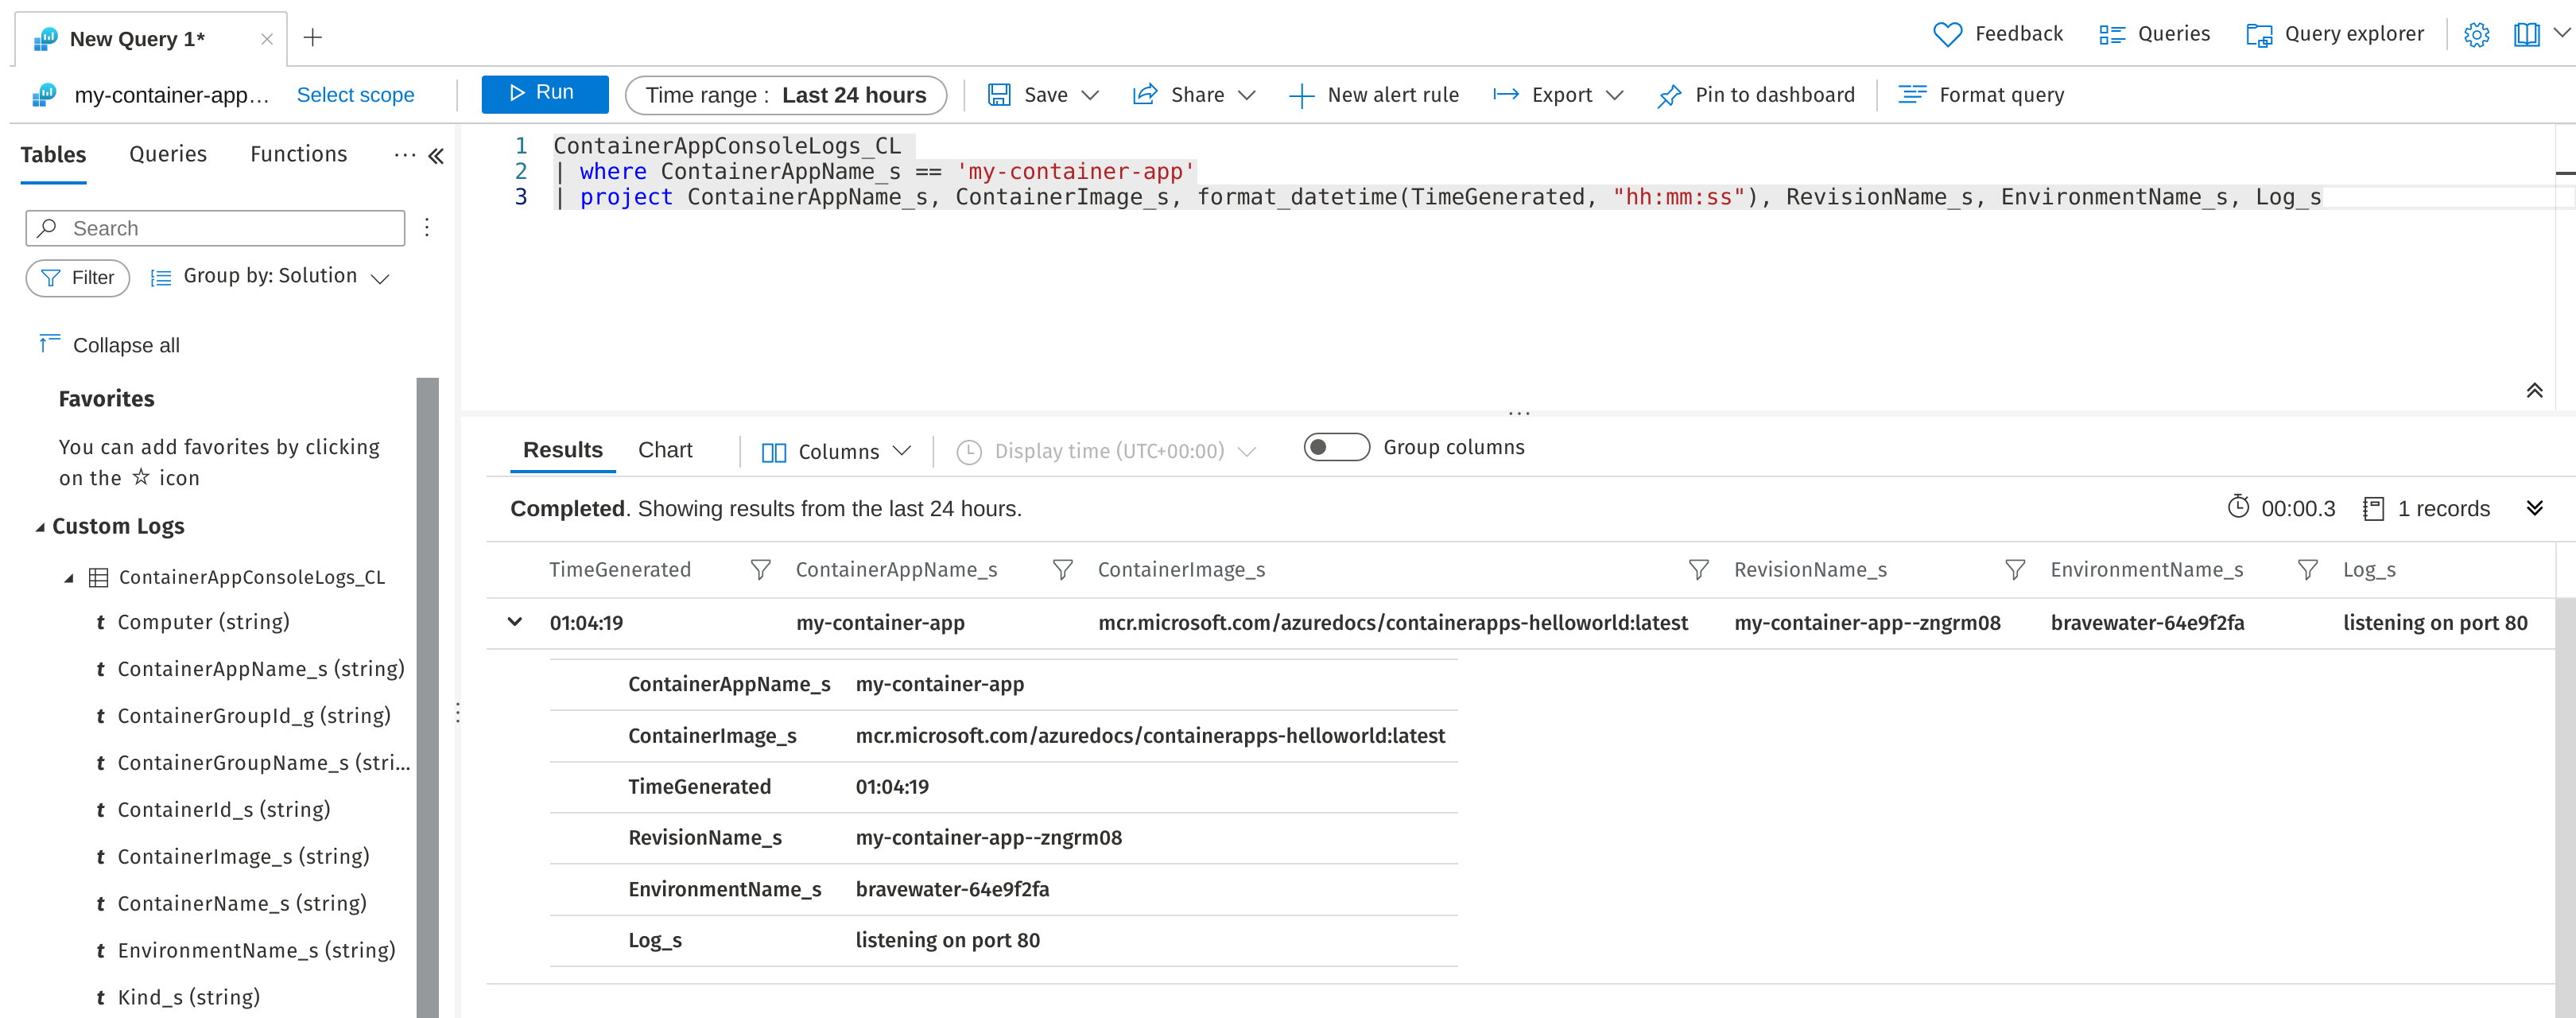 New Query 1*
Feedback
Queries
Query explorer
my-container-app...
Select scope
Run
Time range : Last 24 hours
Save
Share
New alert rule
Export
Pin to dashboard
Format query
Tables
Queries
Functions
Search
Filter
Group by: Solution
Collapse all
Favorites
You can add favorites by clicking
on the ☆ icon
Custom Logs
ContainerAppConsoleLogs_CL
t Computer (string)
t ContainerAppName_s (string)
t ContainerGroupId_g (string)
t ContainerGroupName_s (stri...
t ContainerId_s (string)
t ContainerImage_s (string)
t ContainerName_s (string)
t EnvironmentName_s (string)
t Kind_s (string)
1 ContainerAppConsoleLogs_CL
2 | where ContainerAppName_s == 'my-container-app'
3 | project ContainerAppName_s, ContainerImage_s, format_datetime(TimeGenerated, "hh:mm:ss"), RevisionName_s, EnvironmentName_s, Log_s
Results
Chart
Columns
Display time (UTC+00:00)
Group columns
Completed. Showing results from the last 24 hours.
00:00.3
1 records
TimeGenerated ContainerAppName_s ContainerImage_s RevisionName_s EnvironmentName_s Log_s
01:04:19 my-container-app mcr.microsoft.com/azuredocs/containerapps-helloworld:latest my-container-app--zngrm08 bravewater-64e9f2fa listening on port 80
ContainerAppName_s my-container-app
ContainerImage_s mcr.microsoft.com/azuredocs/containerapps-helloworld:latest
TimeGenerated 01:04:19
RevisionName_s my-container-app--zngrm08
EnvironmentName_s bravewater-64e9f2fa
Log_s listening on port 80